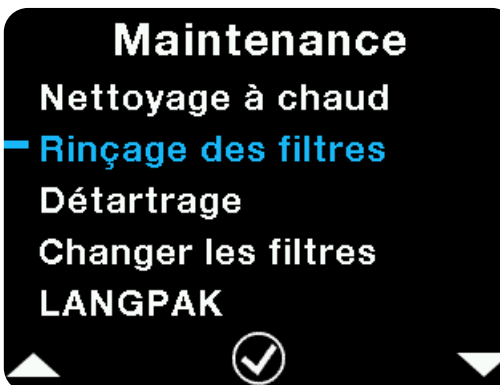 Maintenance
Nettoyage à chaud
Rinçage des filtres
Détartrage
Changer les filtres
LANGPAK